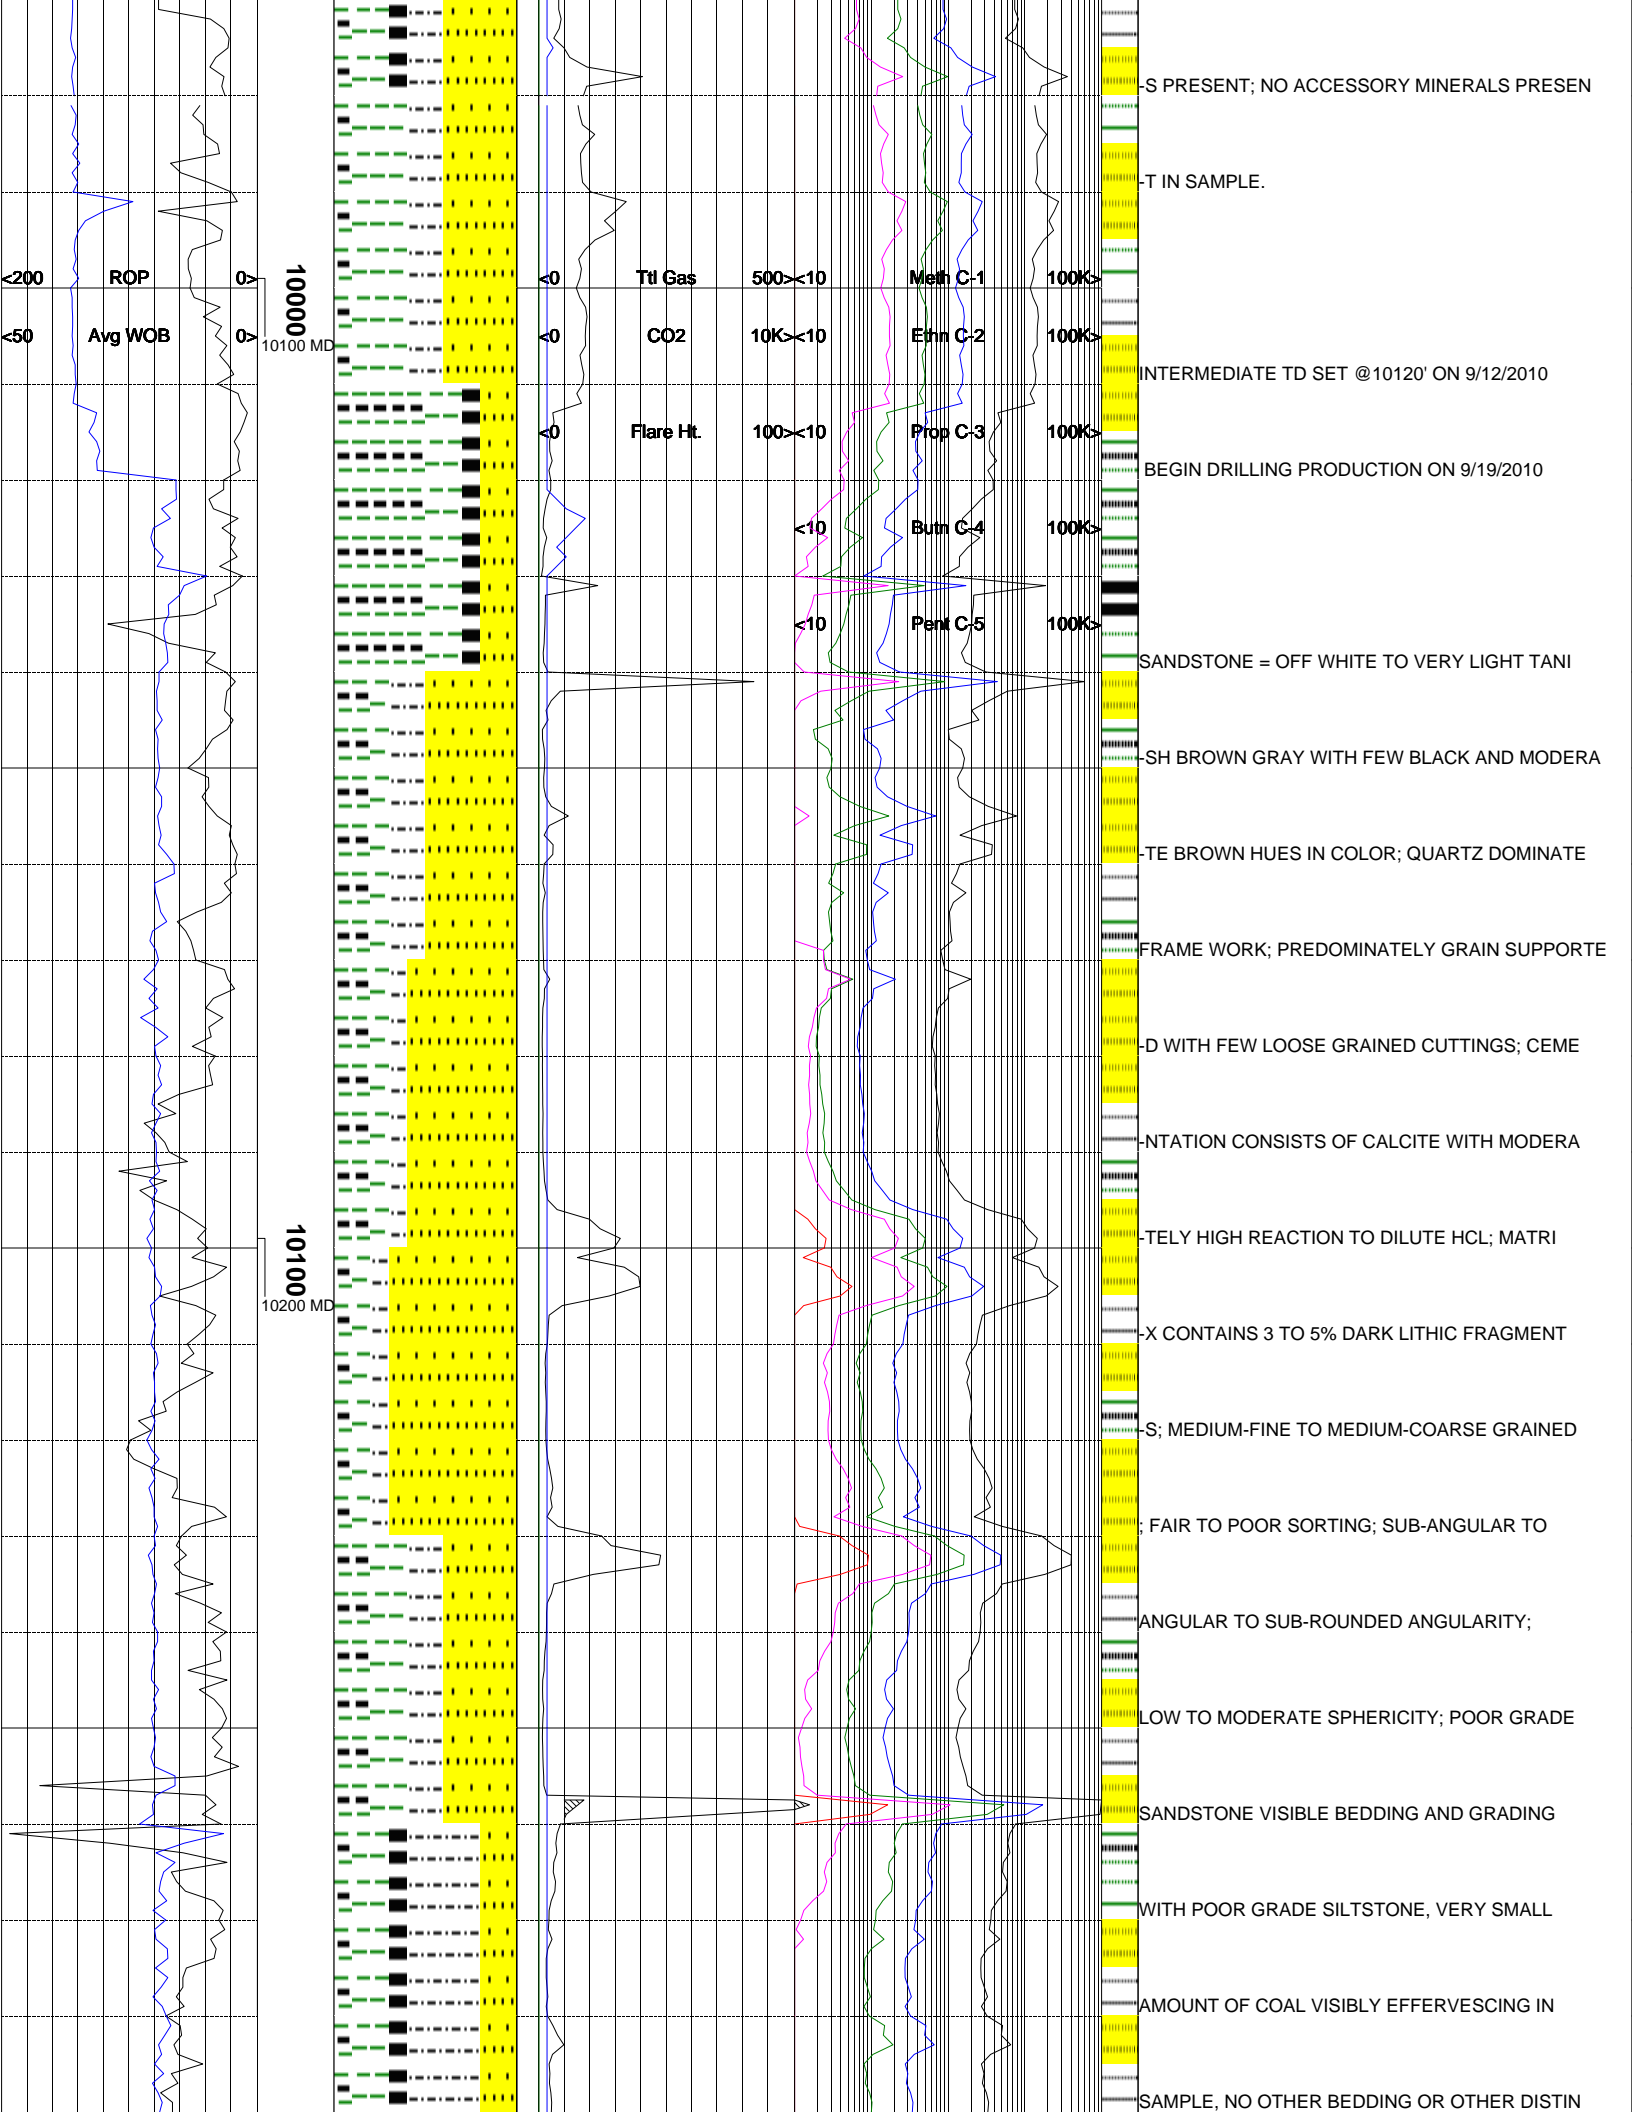 -S PRESENT; NO ACCESSORY MINERALS PRESEN
-T IN SAMPLE.
<200 ROP 0>
10000
<0 Ttl Gas 500>
<10 Meth C-1 100K>
<50 Avg WOB 0>
10100 MD
<0 CO2 10K>
<10 Ethn C-2 100K>
INTERMEDIATE TD SET @10120' ON 9/12/2010
<0 Flare Ht. 100>
<10 Prop C-3 100K>
BEGIN DRILLING PRODUCTION ON 9/19/2010
<10 Butn C-4 100K>
<10 Pent C-5 100K>
SANDSTONE = OFF WHITE TO VERY LIGHT TANI
-SH BROWN GRAY WITH FEW BLACK AND MODERA
-TE BROWN HUES IN COLOR; QUARTZ DOMINATE
FRAME WORK; PREDOMINATELY GRAIN SUPPORTE
-D WITH FEW LOOSE GRAINED CUTTINGS; CEME
-NTATION CONSISTS OF CALCITE WITH MODERA
-TELY HIGH REACTION TO DILUTE HCL; MATRI
10100
10200 MD
-X CONTAINS 3 TO 5% DARK LITHIC FRAGMENT
-S; MEDIUM-FINE TO MEDIUM-COARSE GRAINED
; FAIR TO POOR SORTING; SUB-ANGULAR TO
ANGULAR TO SUB-ROUNDED ANGULARITY;
LOW TO MODERATE SPHERICITY; POOR GRADE
SANDSTONE VISIBLE BEDDING AND GRADING
WITH POOR GRADE SILTSTONE, VERY SMALL
AMOUNT OF COAL VISIBLY EFFERVESCING IN
SAMPLE, NO OTHER BEDDING OR OTHER DISTIN